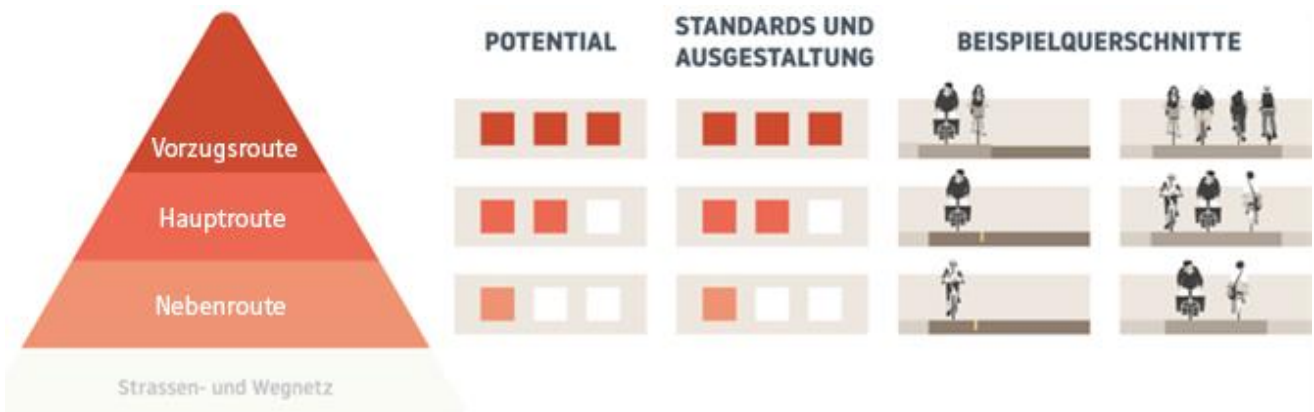 POTENTIAL
STANDARDS UND
AUSGESTALTUNG
BEISPIELQUERSCHNITTE
Vorzugsroute
Hauptroute
Nebenroute
Strassen- und Wegnetz